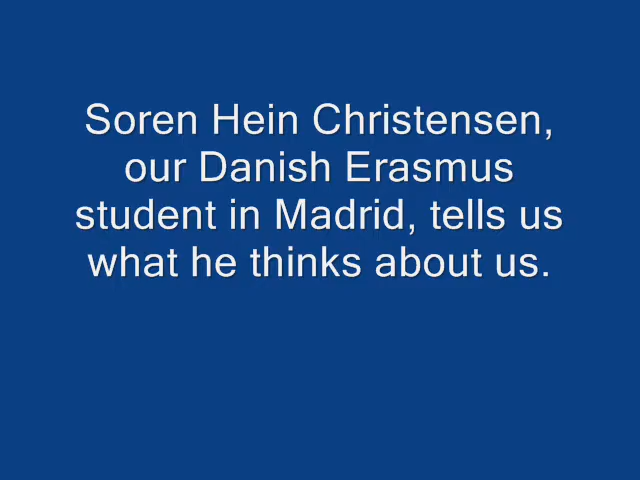 Soren Hein Christensen,
our Danish Erasmus
student in Madrid, tells us
what he thinks about us.